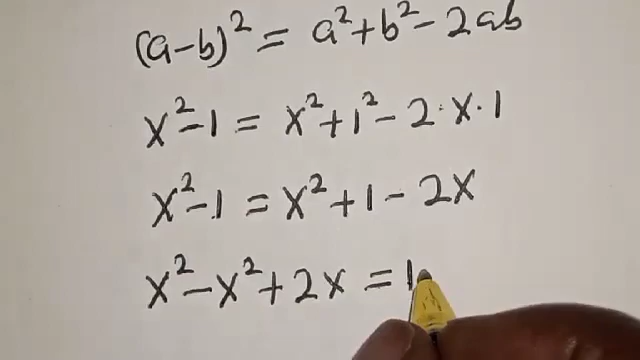 (a-b)² = a²+b²-2ab
x²-1 = x²+1²-2·x·1
x²-1 = x²+1-2x
x²-x²+2x = 1